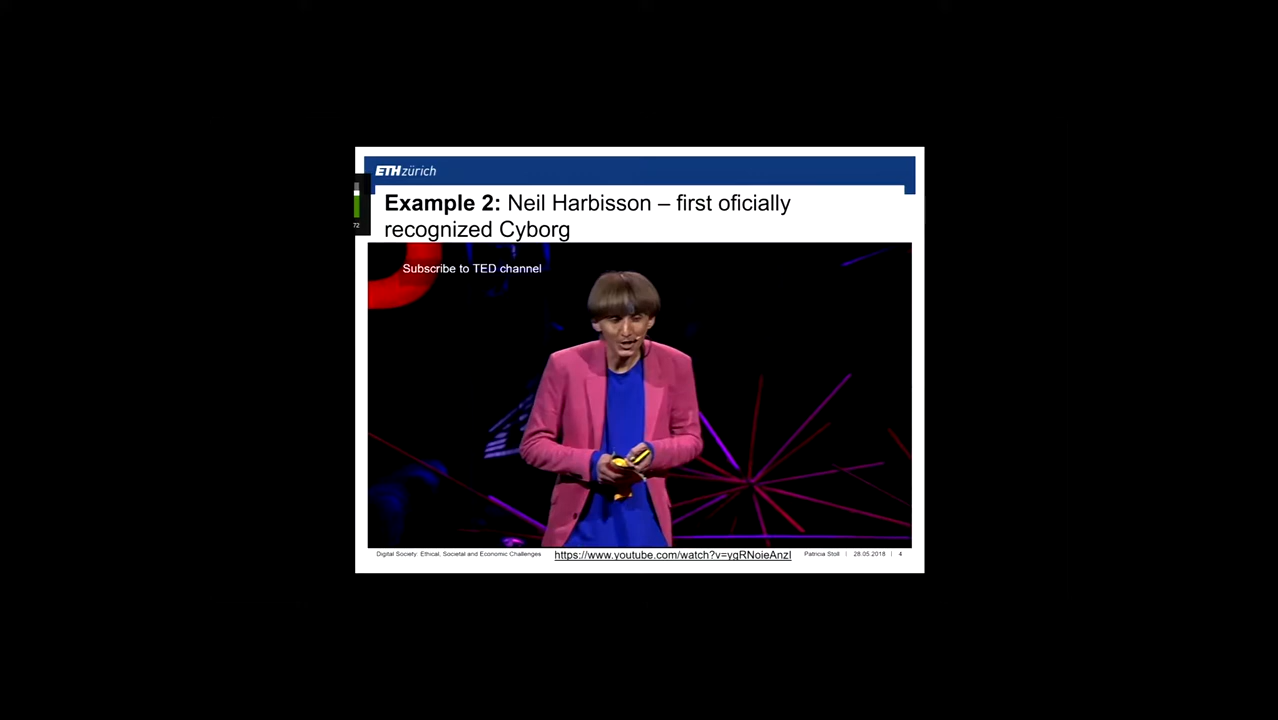 ETH zürich
72
Example 2: Neil Harbisson – first oficially
recognized Cyborg
Subscribe to TED channel
Digital Society: Ethical, Societal and Economic Challenges
https://www.youtube.com/watch?v=ygRNoieAnzI
Patricia Stoll | 28.05.2018 | 4